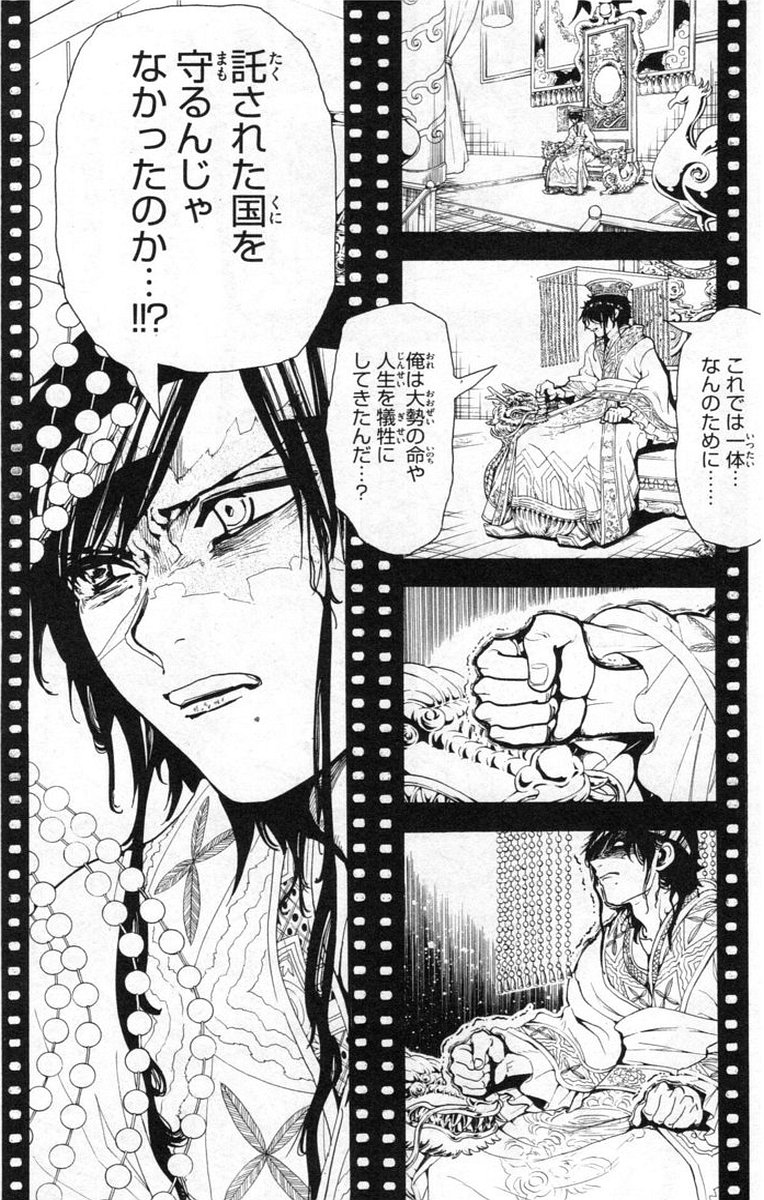 これでは一体…
なんのために……
俺は大勢の命や
人生を犠牲に
してきたんだ…?
託された国を
守るんじゃ
なかったのか…!!?